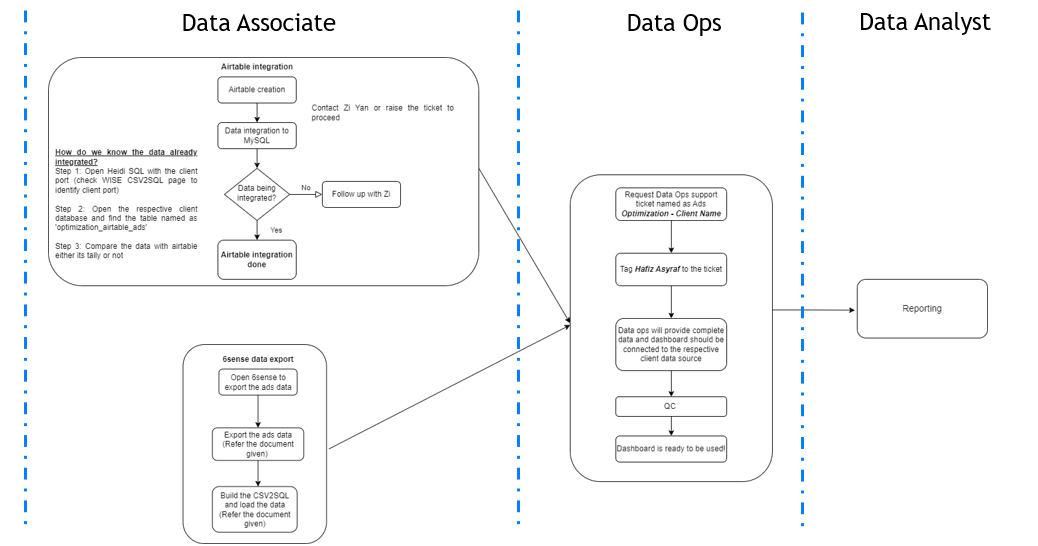 Data Associate
Data Ops
Data Analyst
Airtable integration
Airtable creation
Contact Zi Yan or raise the ticket to
proceed
Data integration to
MySQL
How do we know the data already
integrated?
Step 1: Open Heidi SQL with the client
port (check WISE CSV2SQL page to
identify client port)
Step 2: Open the respective client
database and find the table named as
'optimization_airtable_ads'
Step 3: Compare the data with airtable
either its tally or not
Data being
integrated?
No
Follow up with Zi
Yes
Airtable integration
done
6sense data export
Open 6sense to
export the ads data
Export the ads data
(Refer the document
given)
Build the CSV2SQL
and load the data
(Refer the document
given)
Request Data Ops support
ticket named as Ads
Optimization - Client Name
Tag Hafiz Asyraf to the ticket
Data ops will provide complete
data and dashboard should be
connected to the respective
client data source
QC
Dashboard is ready to be used!
Reporting